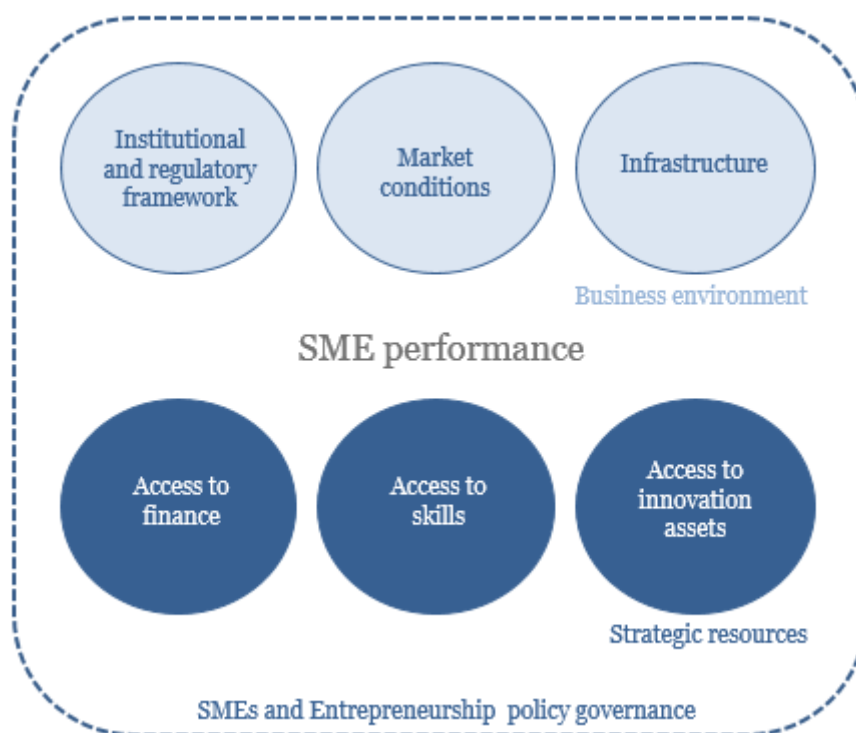 Institutional
and regulatory
framework
Market
conditions
Infrastructure
Business environment
SME performance
Access to
finance
Access to
skills
Access to
innovation
assets
Strategic resources
SMEs and Entrepreneurship policy governance